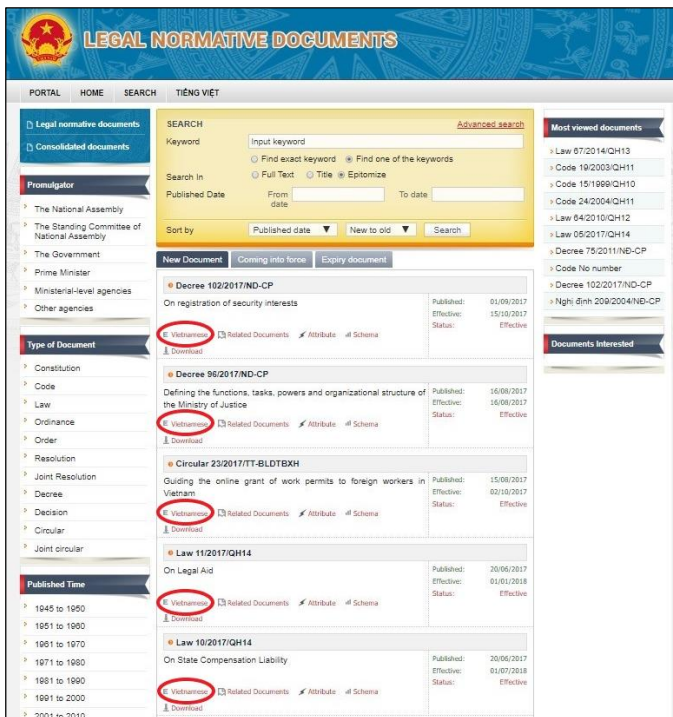 LEGAL NORMATIVE DOCUMENTS
PORTAL HOME SEARCH TIẾNG VIỆT
Legal normative documents
Consolidated documents
Promulgator
The National Assembly
The Standing Committee of
National Assembly
The Government
Prime Minister
Ministerial-level agencies
Other agencies
Type of Document
Constitution
Code
Law
Ordinance
Order
Resolution
Joint Resolution
Decree
Decision
Circular
Joint circular
Published Time
1945 to 1950
1951 to 1960
1961 to 1970
1971 to 1980
1981 to 1990
1991 to 2000
2001 to 2010
SEARCH Advanced search
Keyword Input keyword
Find exact keyword Find one of the keywords
Search In Full Text Title Epitomize
Published Date From date To date
Sort by Published date New to old Search
New Document Coming into force Expiry document
Decree 102/2017/ND-CP
On registration of security interests
Published: 01/09/2017
Effective: 15/10/2017
Status: Effective
Vietnamese Related Documents Attribute Schema
Download
Decree 96/2017/ND-CP
Defining the functions, tasks, powers and organizational structure of
the Ministry of Justice
Published: 16/08/2017
Effective: 16/08/2017
Status: Effective
Vietnamese Related Documents Attribute Schema
Download
Circular 23/2017/TT-BLDTBXH
Guiding the online grant of work permits to foreign workers in
Vietnam
Published: 15/08/2017
Effective: 02/10/2017
Status: Effective
Vietnamese Related Documents Attribute Schema
Download
Law 11/2017/QH14
On Legal Aid
Published: 20/06/2017
Effective: 01/01/2018
Status: Effective
Vietnamese Related Documents Attribute Schema
Download
Law 10/2017/QH14
On State Compensation Liability
Published: 20/06/2017
Effective: 01/07/2018
Status: Effective
Vietnamese Related Documents Attribute Schema
Download
Most viewed documents
Law 67/2014/QH13
Code 19/2003/QH11
Code 15/1999/QH10
Code 24/2004/QH11
Law 64/2010/QH12
Law 05/2017/QH14
Decree 75/2011/NĐ-CP
Code No number
Decree 102/2017/ND-CP
Nghị định 209/2004/NĐ-CP
Documents Interested